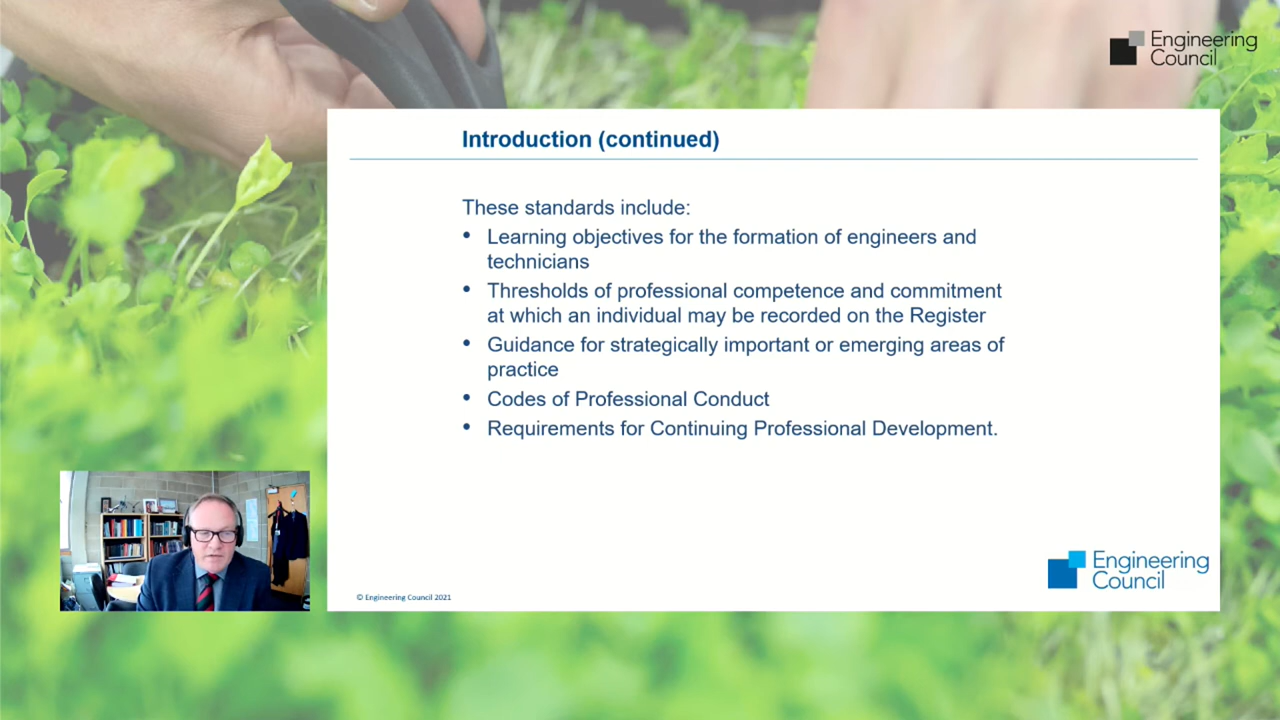 Engineering
Council
Introduction (continued)
These standards include:
• Learning objectives for the formation of engineers and
technicians
• Thresholds of professional competence and commitment
at which an individual may be recorded on the Register
• Guidance for strategically important or emerging areas of
practice
• Codes of Professional Conduct
• Requirements for Continuing Professional Development.
Engineering
Council
© Engineering Council 2021